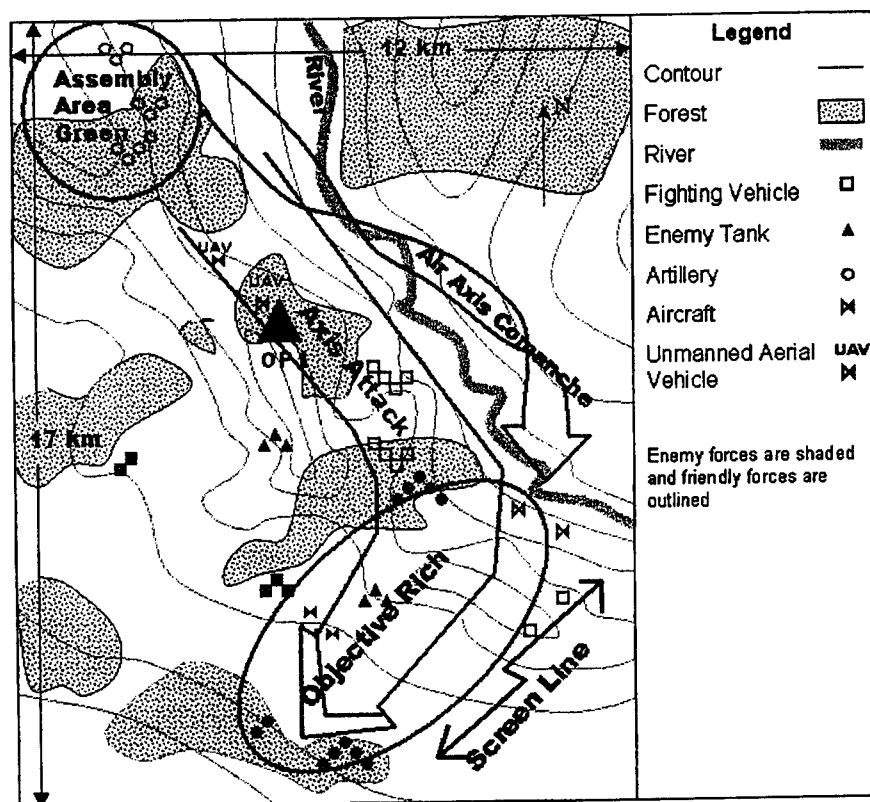 12 km
Assembly
Area
Green
River
N
UAV
UAV
OP 1
Axis Attack
Air Axis Comanche
17 km
Objective Rich
Screen Line
Legend
Contour
Forest
River
Fighting Vehicle
Enemy Tank
Artillery
Aircraft
Unmanned Aerial UAV
Vehicle
Enemy forces are shaded
and friendly forces are
outlined